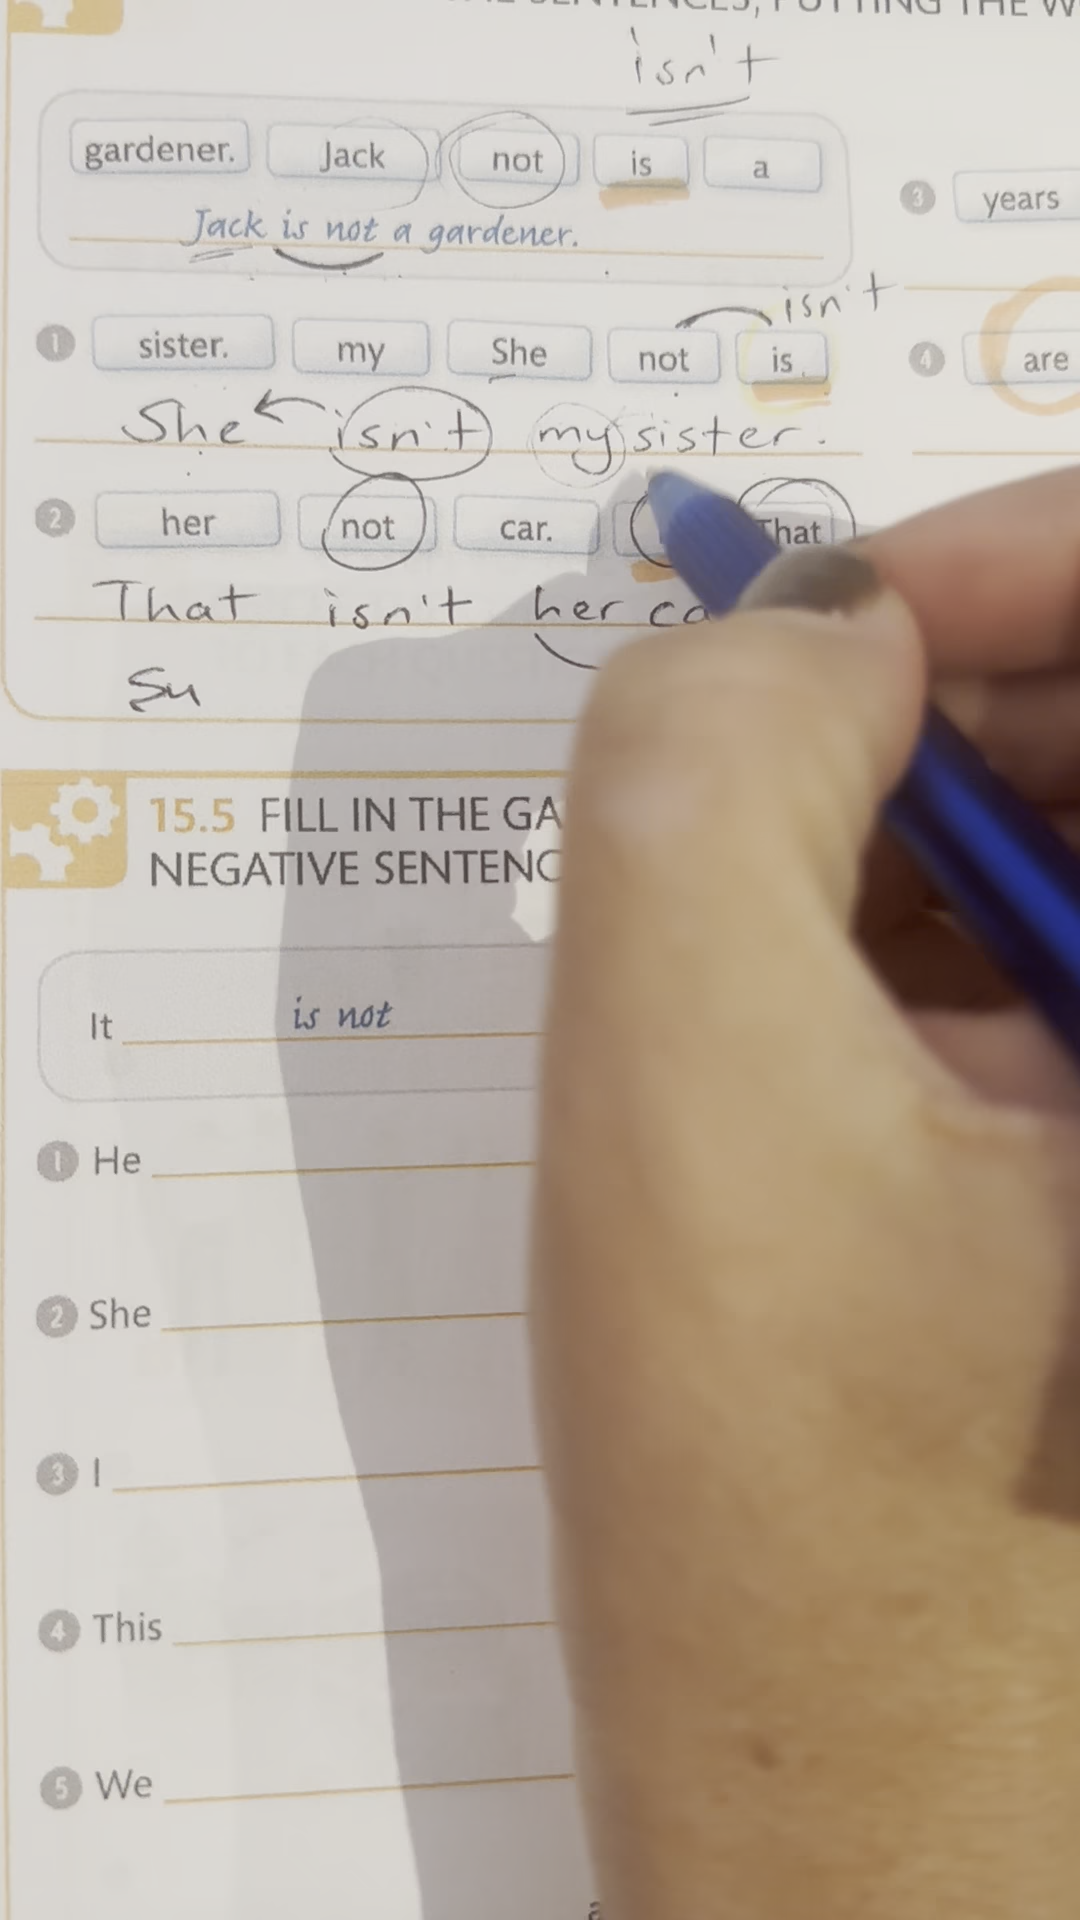 isn't
gardener. Jack not is a
Jack is not a gardener.
3 years
isn't
1 sister. my She not is
4 are
She isn't my sister.
2 her not car. That
That isn't her
Su
15.5 FILL IN THE
NEGATIVE
It is not
1 He
2 She
3 I
4 This
5 We